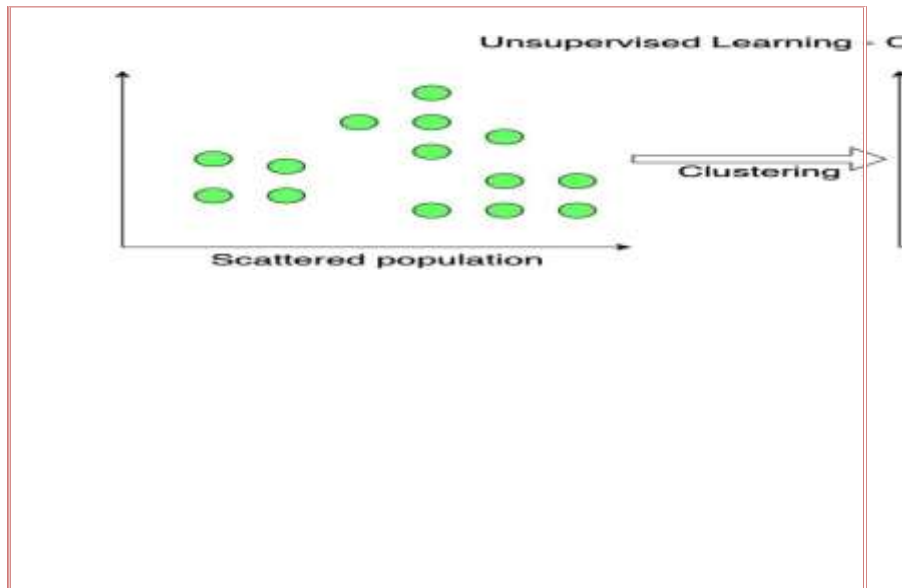 Unsupervised Learning - C
Clustering
Scattered population